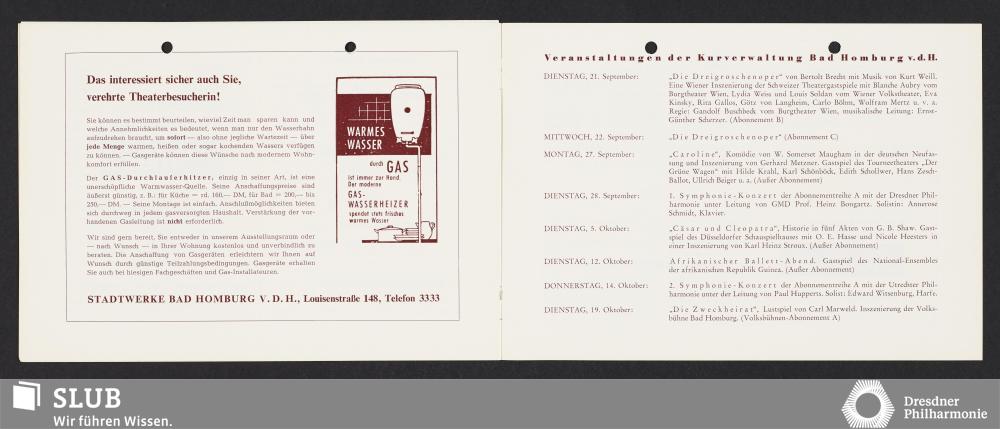 Das interessiert sicher auch Sie,
verehrte Theaterbesucherin!
Sie können es bestimmt beurteilen, wieviel Zeit man sparen kann und
welche Annehmlichkeiten es bedeutet, wenn man nur den Wasserhahn
aufzudrehen braucht, um sofort — also ohne jegliche Wartezeit — über
jede Menge warmen, heißen oder sogar kochenden Wassers verfügen
zu können. — Gasgeräte können diese Wünsche nach modernem Wohn-
komfort erfüllen.
Der GAS-Durchlauferhitzer, einzig in seiner Art, ist eine
unerschöpfliche Warmwasser-Quelle. Seine Anschaffungspreise sind
äußerst günstig, z. B.: für Küche = rd. 160,— DM, für Bad = 200,— bis
250,— DM. — Seine Montage ist einfach. Anschlußmöglichkeiten bieten
sich durchweg in jedem gasversorgten Haushalt. Verstärkung der vor-
handenen Gasleitung ist nicht erforderlich.
Wir sind gern bereit, Sie entweder in unserem Ausstellungsraum oder
— nach Wunsch — in Ihrer Wohnung kostenlos und unverbindlich zu
beraten. Die Anschaffung von Gasgeräten erleichtern wir Ihnen auf
Wunsch durch günstige Teilzahlungsbedingungen. Gasgeräte erhalten
Sie auch bei hiesigen Fachgeschäften und Gas-Installateuren.
WARMES
WASSER
durch GAS
ist immer zur Hand.
Der moderne
GAS-
WASSERHEIZER
spendet stets frisches
warmes Wasser
STADTWERKE BAD HOMBURG V. D. H., Louisenstraße 148, Telefon 3333
Veranstaltungen der Kurverwaltung Bad Homburg v.d.H.
DIENSTAG, 21. September: „Die Dreigroschenoper“ von Bertolt Brecht mit Musik von Kurt Weill.
Eine Wiener Inszenierung der Schweizer Theatergastspiele mit Blanche Aubry vom
Burgtheater Wien, Lydia Weiss und Louis Soldan vom Wiener Volkstheater, Eva
Kinsky, Rita Gallos, Götz von Langheim, Carlo Böhm, Wolfram Mertz u. v. a.
Regie: Gandolf Buschbeck vom Burgtheater Wien, musikalische Leitung: Ernst-
Günther Scherzer. (Abonnement B)
MITTWOCH, 22. September: „Die Dreigroschenoper“ (Abonnement C)
MONTAG, 27. September: „Caroline“, Komödie von W. Somerset Maugham in der deutschen Neufas-
sung und Inszenierung von Gerhard Metzner. Gastspiel des Tourneetheaters „Der
Grüne Wagen“ mit Hilde Krahl, Karl Schönböck, Edith Schollwer, Hans Zesch-
Ballot, Ullrich Beiger u. a. (Außer Abonnement)
DIENSTAG, 28. September: 1. Symphonie-Konzert der Abonnementreihe A mit der Dresdner Phil-
harmonie unter Leitung von GMD Prof. Heinz Bongartz. Solistin: Annerose
Schmidt, Klavier.
DIENSTAG, 5. Oktober: „Cäsar und Cleopatra“, Historie in fünf Akten von G. B. Shaw. Gast-
spiel des Düsseldorfer Schauspielhauses mit O. E. Hasse und Nicole Heesters in
einer Inszenierung von Karl Heinz Stroux. (Außer Abonnement)
DIENSTAG, 12. Oktober: Afrikanischer Ballett-Abend. Gastspiel des National-Ensembles
der afrikanischen Republik Guinea. (Außer Abonnement)
DONNERSTAG, 14. Oktober: 2. Symphonie-Konzert der Abonnementreihe A mit der Utredster Phil-
harmonie unter der Leitung von Paul Hupperts. Solist: Edward Witsenburg, Harfe.
DIENSTAG, 19. Oktober: „Die Zweckheirat“, Lustspiel von Carl Marweld. Inszenierung der Volks-
bühne Bad Homburg. (Volksbühnen-Abonnement A)
SLUB
Wir führen Wissen.
Dresdner
Philharmonie